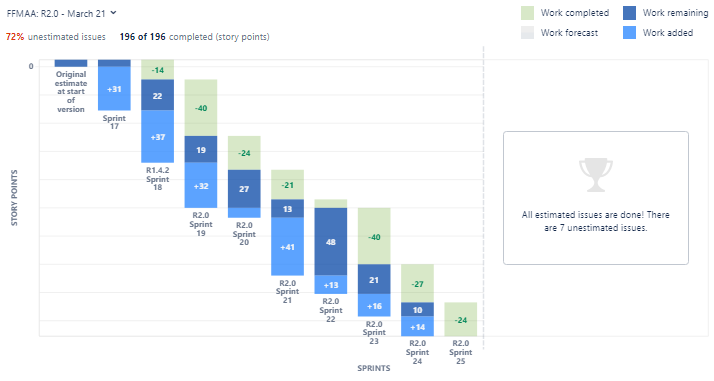 FFMAA: R2.0 - March 21
72% unestimated issues 196 of 196 completed (story points)
Work completed Work remaining
Work forecast Work added
0
STORY POINTS
Original
estimate
at start
of
version
+31
Sprint
17
-14
22
+37
R1.4.2
Sprint
18
-40
19
+32
R2.0
Sprint
19
-24
27
R2.0
Sprint
20
-21
13
+41
R2.0
Sprint
21
48
+13
R2.0
Sprint
22
-40
21
+16
R2.0
Sprint
23
-27
10
+14
R2.0
Sprint
24
-24
R2.0
Sprint
25
SPRINTS
All estimated issues are done! There
are 7 unestimated issues.